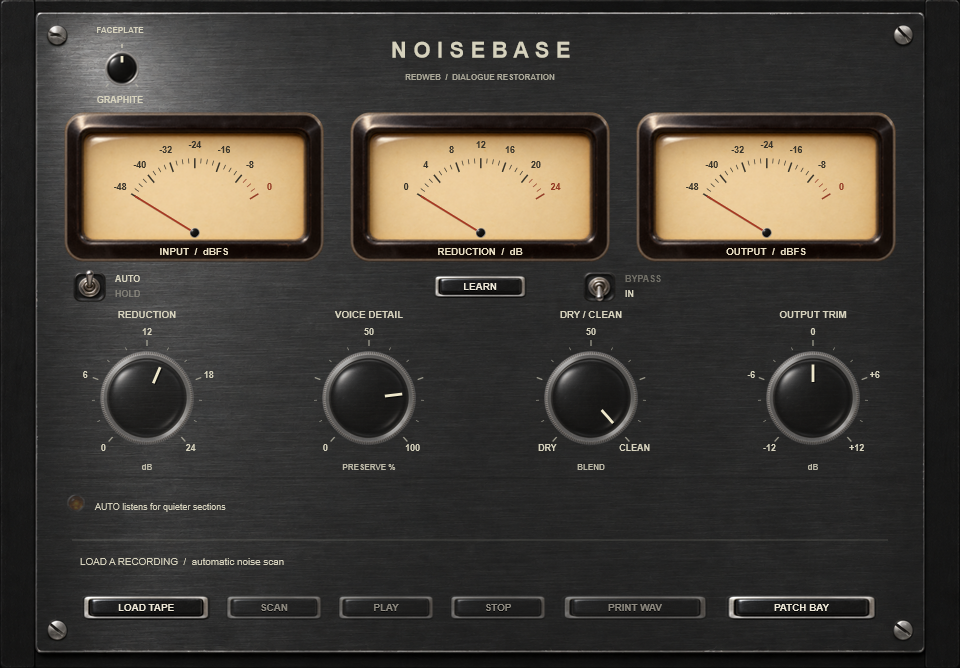 FACEPLATE
GRAPHITE
NOISEBASE
REDWEB / DIALOGUE RESTORATION
-48 -40 -32 -24 -16 -8 0
INPUT / dBFS
0 4 8 12 16 20 24
REDUCTION / dB
-48 -40 -32 -24 -16 -8 0
OUTPUT / dBFS
AUTO
HOLD
LEARN
BYPASS
IN
REDUCTION
12
6 18
0 24
dB
VOICE DETAIL
50
0 100
PRESERVE %
DRY / CLEAN
50
DRY CLEAN
BLEND
OUTPUT TRIM
0
-6 +6
-12 +12
dB
AUTO listens for quieter sections
LOAD A RECORDING / automatic noise scan
LOAD TAPE SCAN PLAY STOP PRINT WAV PATCH BAY